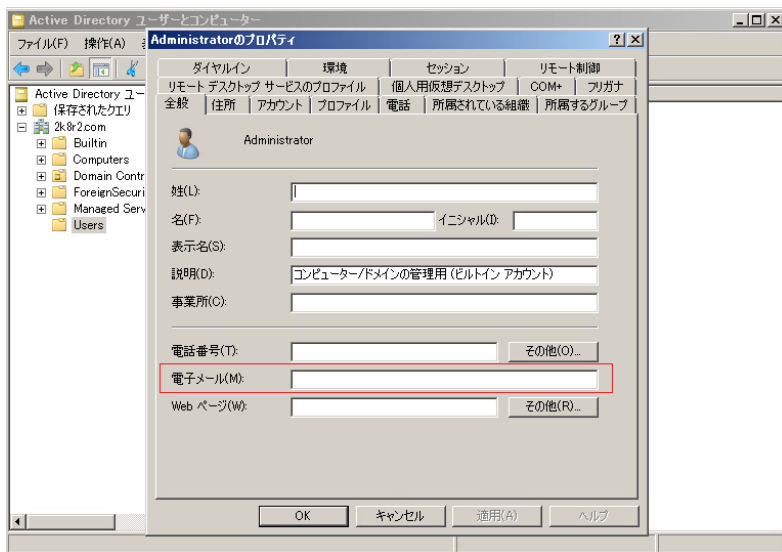 Active Directory ユーザーとコンピューター
ファイル(F) 操作(A)
Administratorのプロパティ
ダイヤルイン 環境 セッション リモート制御
リモート デスクトップ サービスのプロファイル 個人用仮想デスクトップ COM+ フリガナ
全般 住所 アカウント プロファイル 電話 所属されている組織 所属するグループ
Active Directory ユー
保存されたクエリ
2k8r2.com
Builtin
Computers
Domain Contr
ForeignSecuri
Managed Serv
Users
Administrator
姓(L):
名(F): イニシャル(I):
表示名(S):
説明(D): コンピューター/ドメインの管理用 (ビルトイン アカウント)
事業所(C):
電話番号(T): その他(O)...
電子メール(M):
Web ページ(W): その他(R)...
OK キャンセル 適用(A) ヘルプ